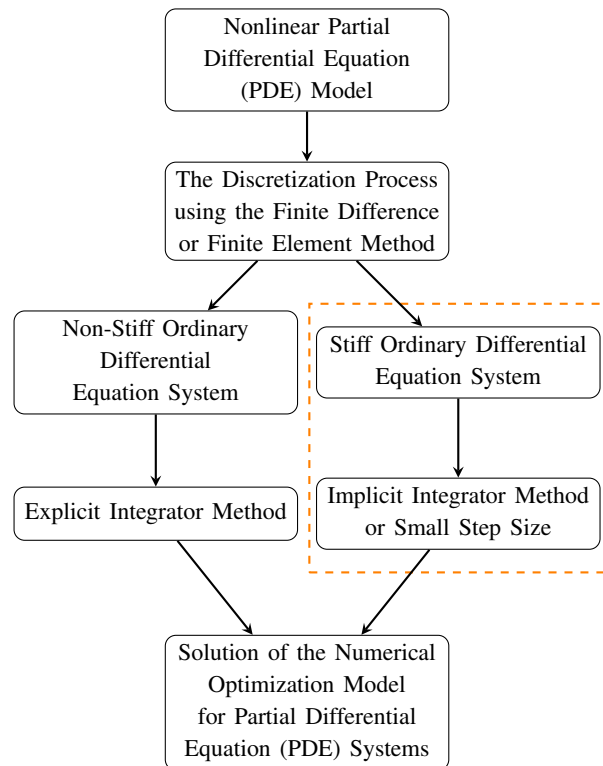 Nonlinear Partial
Differential Equation
(PDE) Model
The Discretization Process
using the Finite Difference
or Finite Element Method
Non-Stiff Ordinary
Differential
Equation System
Stiff Ordinary Differential
Equation System
Explicit Integrator Method
Implicit Integrator Method
or Small Step Size
Solution of the Numerical
Optimization Model
for Partial Differential
Equation (PDE) Systems